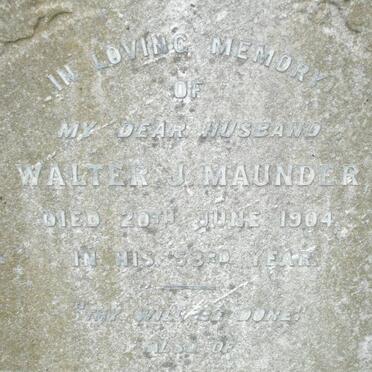 IN LOVING MEMORY
OF
MY DEAR HUSBAND
WALTER J. MAUNDER
DIED 20TH JUNE 1904
IN HIS YEAR.
"THY WILL BE DONE."
ALSO OF